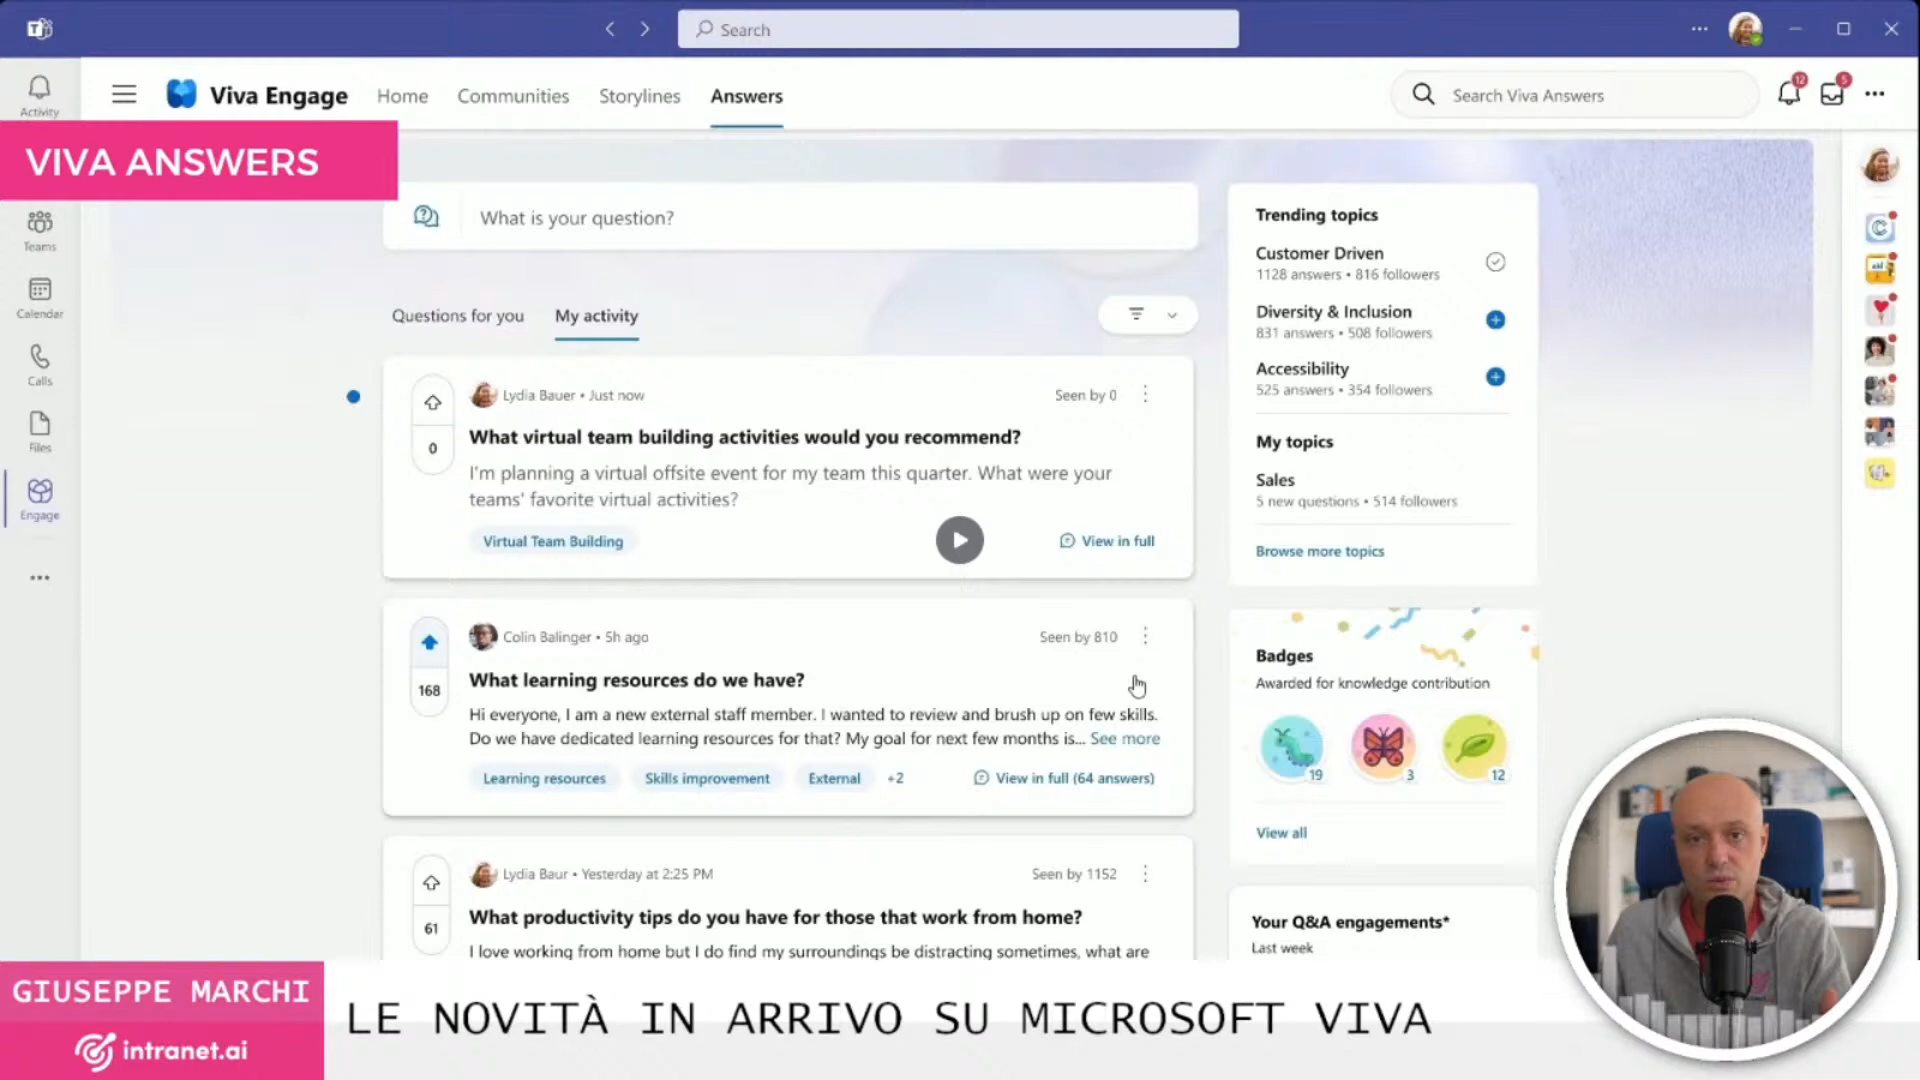 Search
Activity
Viva Engage
Home
Communities
Storylines
Answers
Search Viva Answers
12
5
VIVA ANSWERS
Teams
Calendar
Calls
Files
Engage
What is your question?
Questions for you
My activity
Lydia Bauer • Just now
Seen by 0
0
What virtual team building activities would you recommend?
I'm planning a virtual offsite event for my team this quarter. What were your
teams' favorite virtual activities?
Virtual Team Building
View in full
Colin Balinger • 5h ago
Seen by 810
168
What learning resources do we have?
Hi everyone, I am a new external staff member. I wanted to review and brush up on few skills.
Do we have dedicated learning resources for that? My goal for next few months is... See more
Learning resources
Skills improvement
External
+2
View in full (64 answers)
Lydia Baur • Yesterday at 2:25 PM
Seen by 1152
61
What productivity tips do you have for those that work from home?
I love working from home but I do find my surroundings be distracting sometimes, what are
Trending topics
Customer Driven
1128 answers • 816 followers
Diversity & Inclusion
831 answers • 508 followers
Accessibility
525 answers • 354 followers
My topics
Sales
5 new questions • 514 followers
Browse more topics
Badges
Awarded for knowledge contribution
19
3
12
View all
Your Q&A engagements*
Last week
GIUSEPPE MARCHI
intranet.ai
LE NOVITÀ IN ARRIVO SU MICROSOFT VIVA